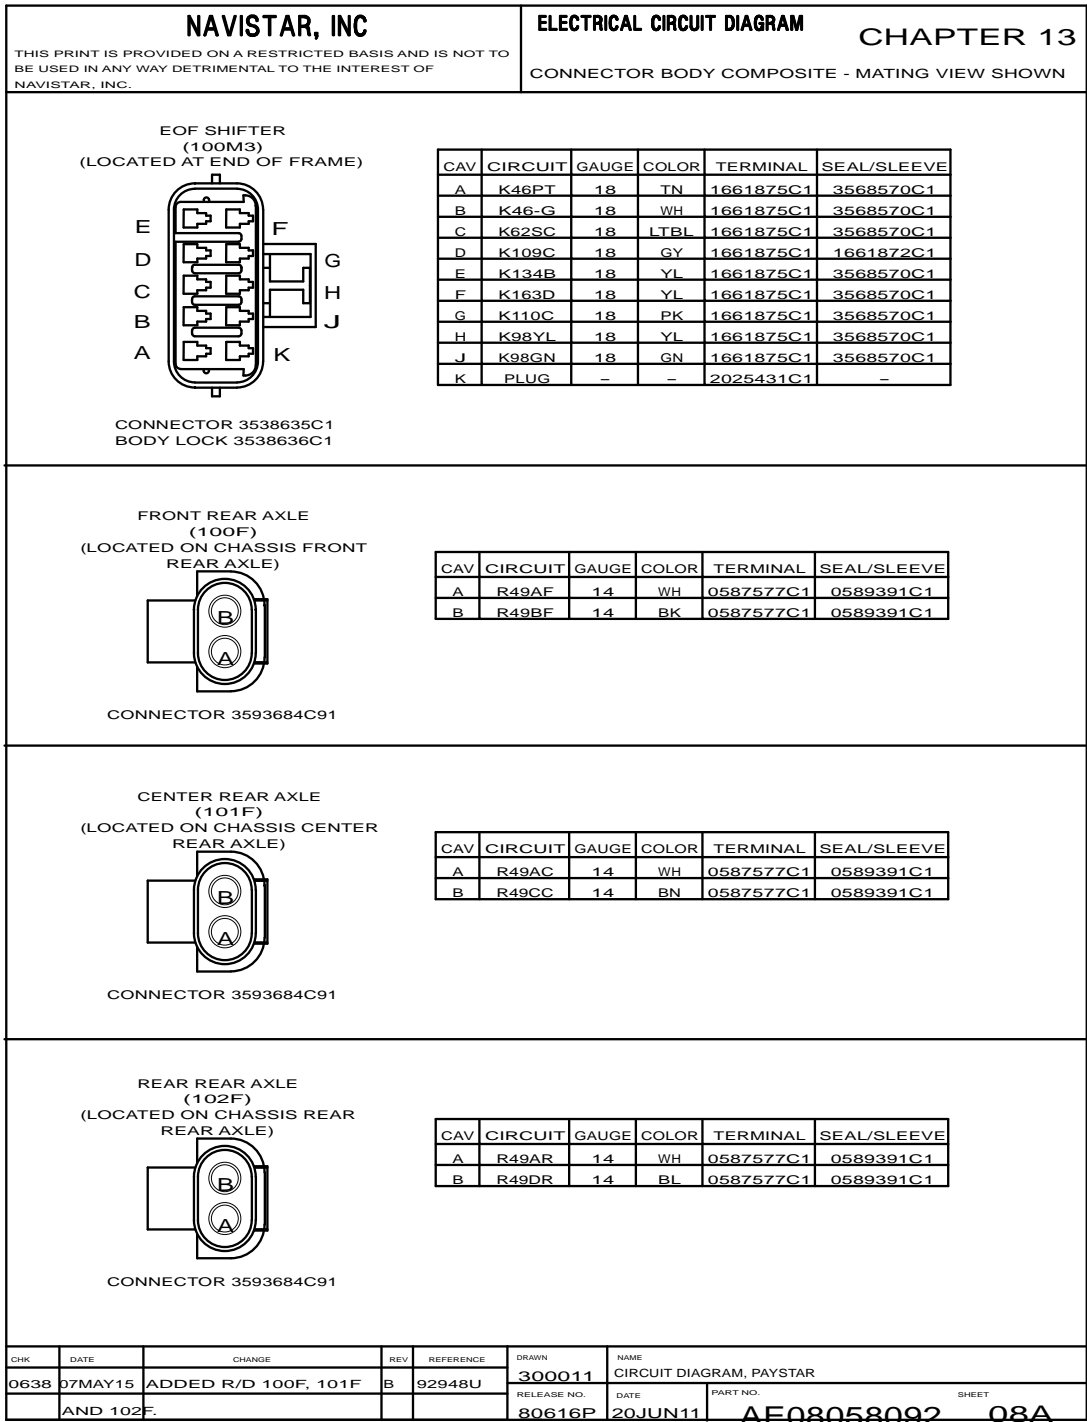 NAVISTAR, INC
THIS PRINT IS PROVIDED ON A RESTRICTED BASIS AND IS NOT TO
BE USED IN ANY WAY DETRIMENTAL TO THE INTEREST OF
NAVISTAR, INC.
ELECTRICAL CIRCUIT DIAGRAM
CHAPTER 13
CONNECTOR BODY COMPOSITE - MATING VIEW SHOWN
EOF SHIFTER
(100M3)
(LOCATED AT END OF FRAME)
E
F
D
G
C
H
B
J
A
K
CONNECTOR 3538635C1
BODY LOCK 3538636C1
CAV CIRCUIT GAUGE COLOR TERMINAL SEAL/SLEEVE
A K46PT 18 TN 1661875C1 3568570C1
B K46-G 18 WH 1661875C1 3568570C1
C K62SC 18 LTBL 1661875C1 3568570C1
D K109C 18 GY 1661875C1 1661872C1
E K134B 18 YL 1661875C1 3568570C1
F K163D 18 YL 1661875C1 3568570C1
G K110C 18 PK 1661875C1 3568570C1
H K98YL 18 YL 1661875C1 3568570C1
J K98GN 18 GN 1661875C1 3568570C1
K PLUG – – 2025431C1 –
FRONT REAR AXLE
(100F)
(LOCATED ON CHASSIS FRONT
REAR AXLE)
B
A
CONNECTOR 3593684C91
CAV CIRCUIT GAUGE COLOR TERMINAL SEAL/SLEEVE
A R49AF 14 WH 0587577C1 0589391C1
B R49BF 14 BK 0587577C1 0589391C1
CENTER REAR AXLE
(101F)
(LOCATED ON CHASSIS CENTER
REAR AXLE)
B
A
CONNECTOR 3593684C91
CAV CIRCUIT GAUGE COLOR TERMINAL SEAL/SLEEVE
A R49AC 14 WH 0587577C1 0589391C1
B R49CC 14 BN 0587577C1 0589391C1
REAR REAR AXLE
(102F)
(LOCATED ON CHASSIS REAR
REAR AXLE)
B
A
CONNECTOR 3593684C91
CAV CIRCUIT GAUGE COLOR TERMINAL SEAL/SLEEVE
A R49AR 14 WH 0587577C1 0589391C1
B R49DR 14 BL 0587577C1 0589391C1
CHK DATE CHANGE REV REFERENCE
0638 07MAY15 ADDED R/D 100F, 101F B 92948U
AND 102F.
DRAWN
300011
NAME
CIRCUIT DIAGRAM, PAYSTAR
RELEASE NO.
80616P
DATE
20JUN11
PART NO.
AE08058092
SHEET
08A